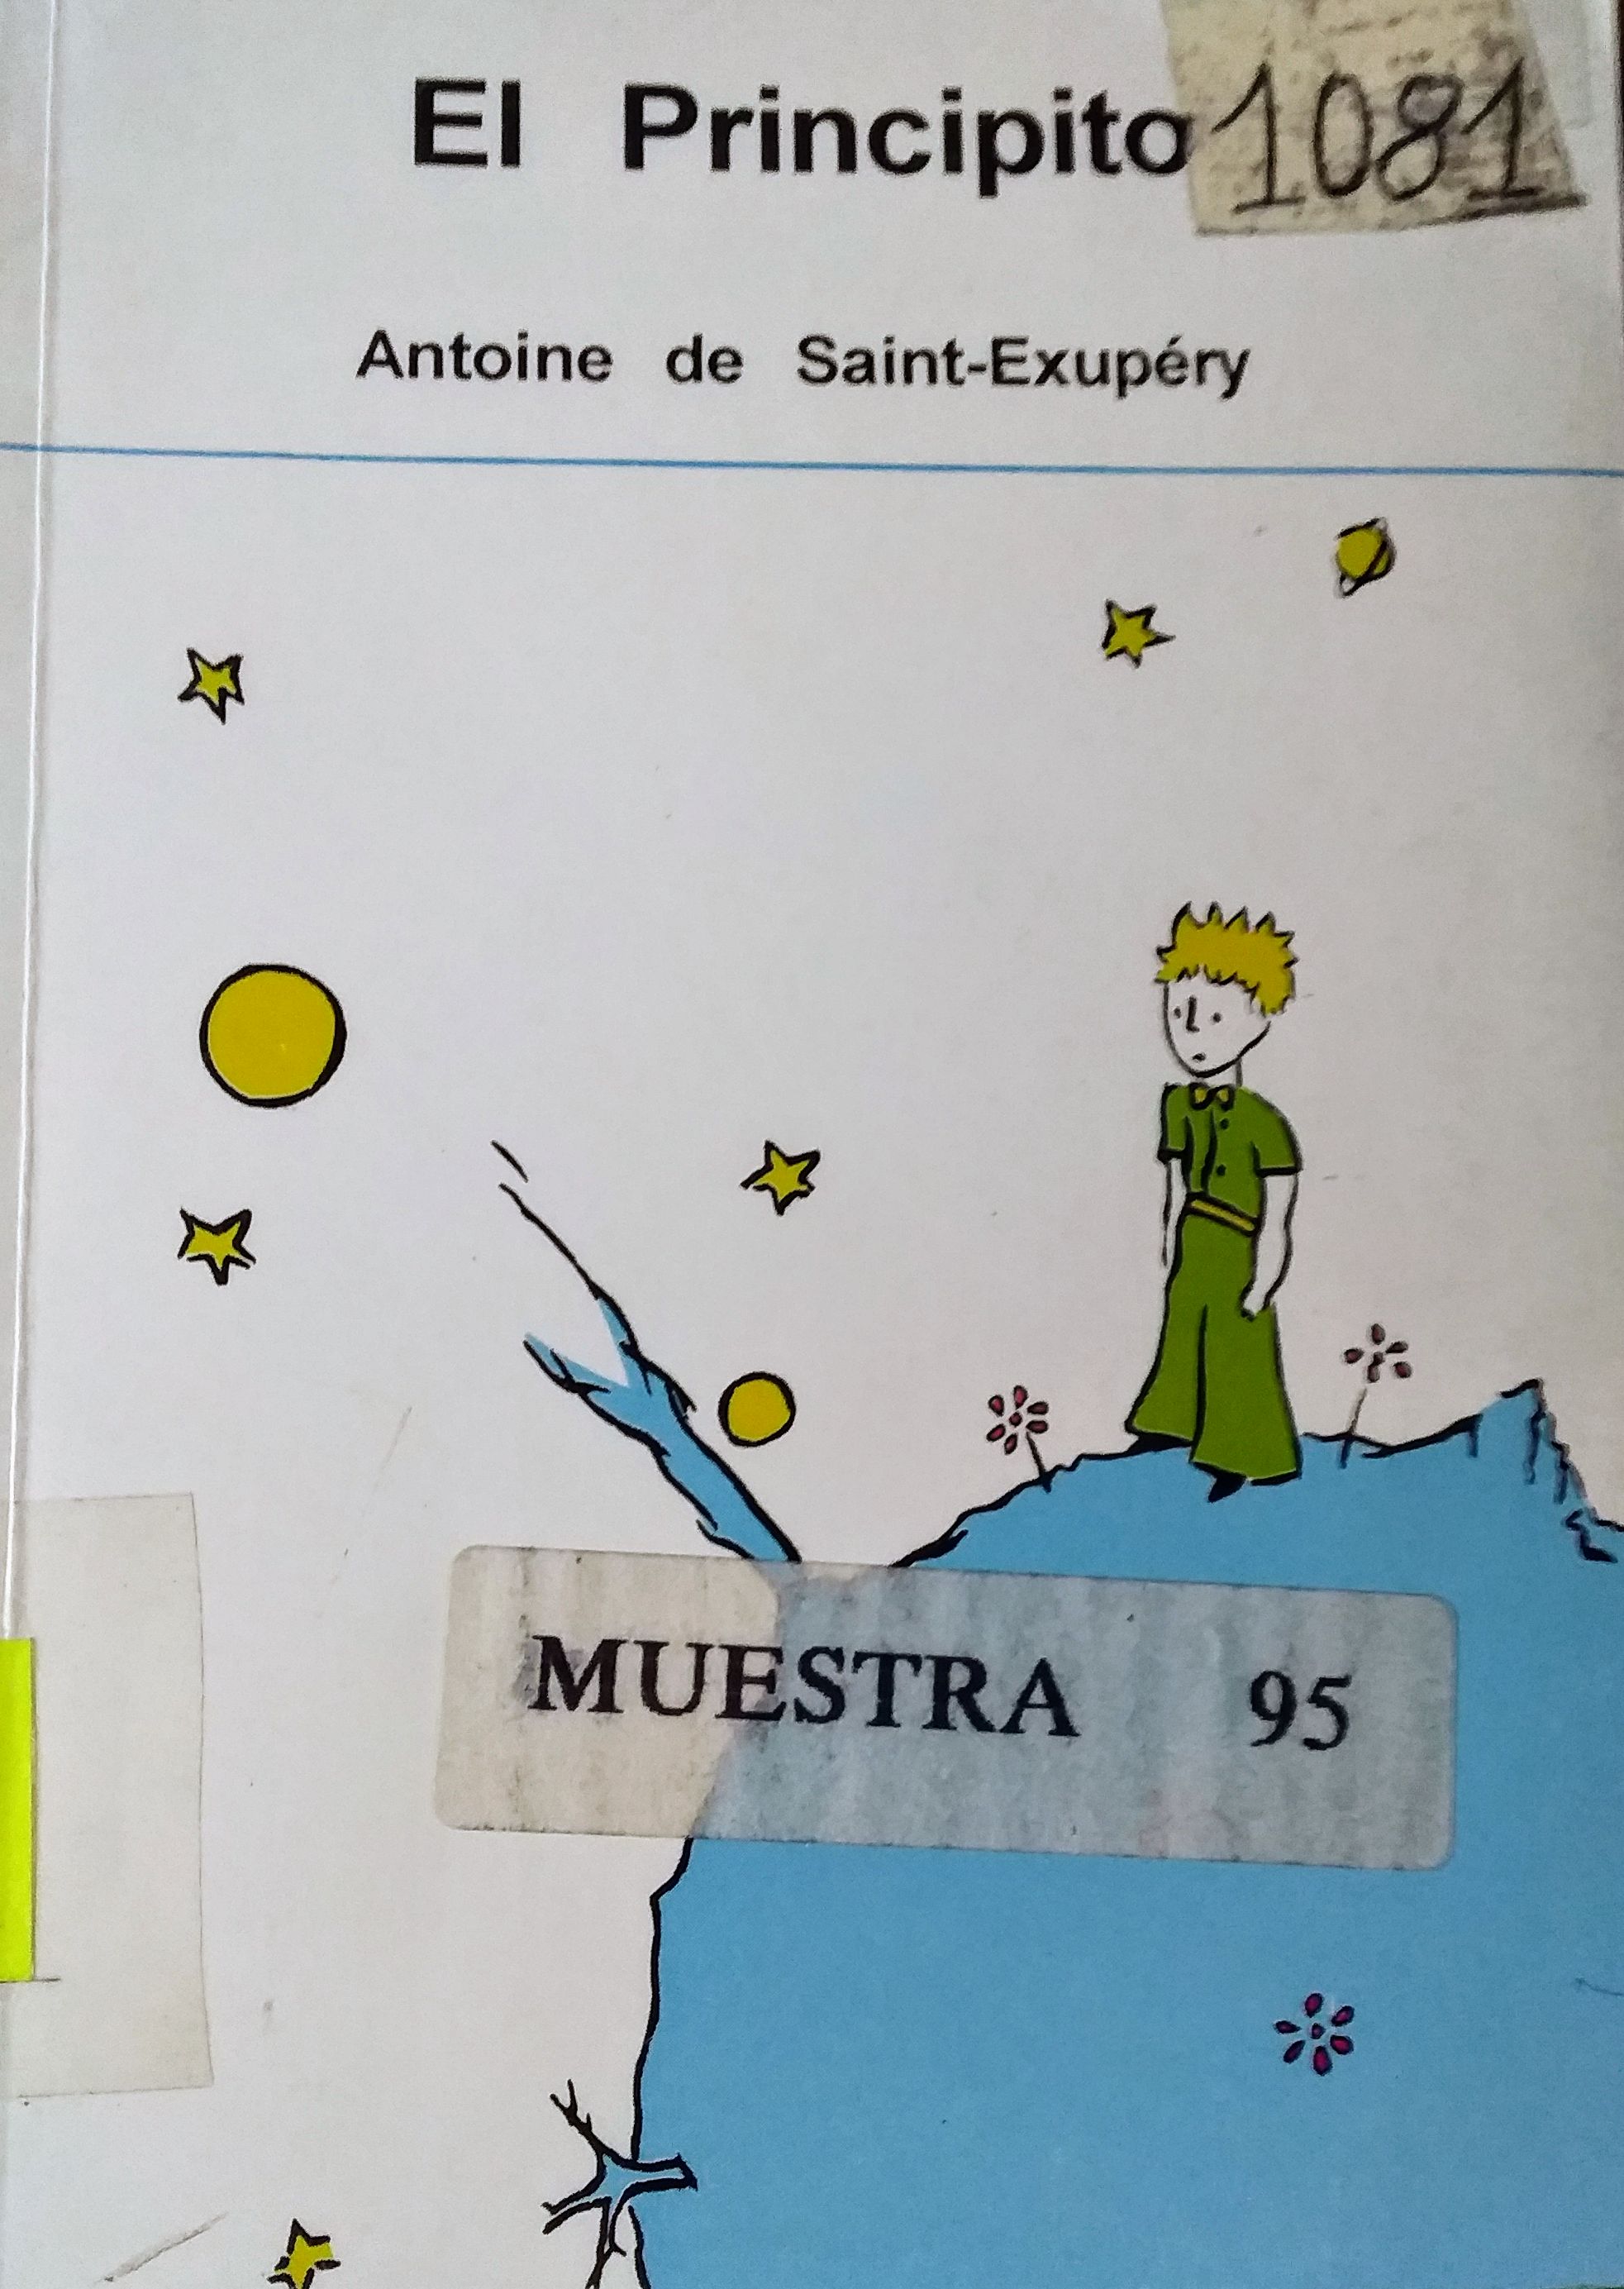 El Principito
1081
Antoine de Saint-Exupéry
MUESTRA 95